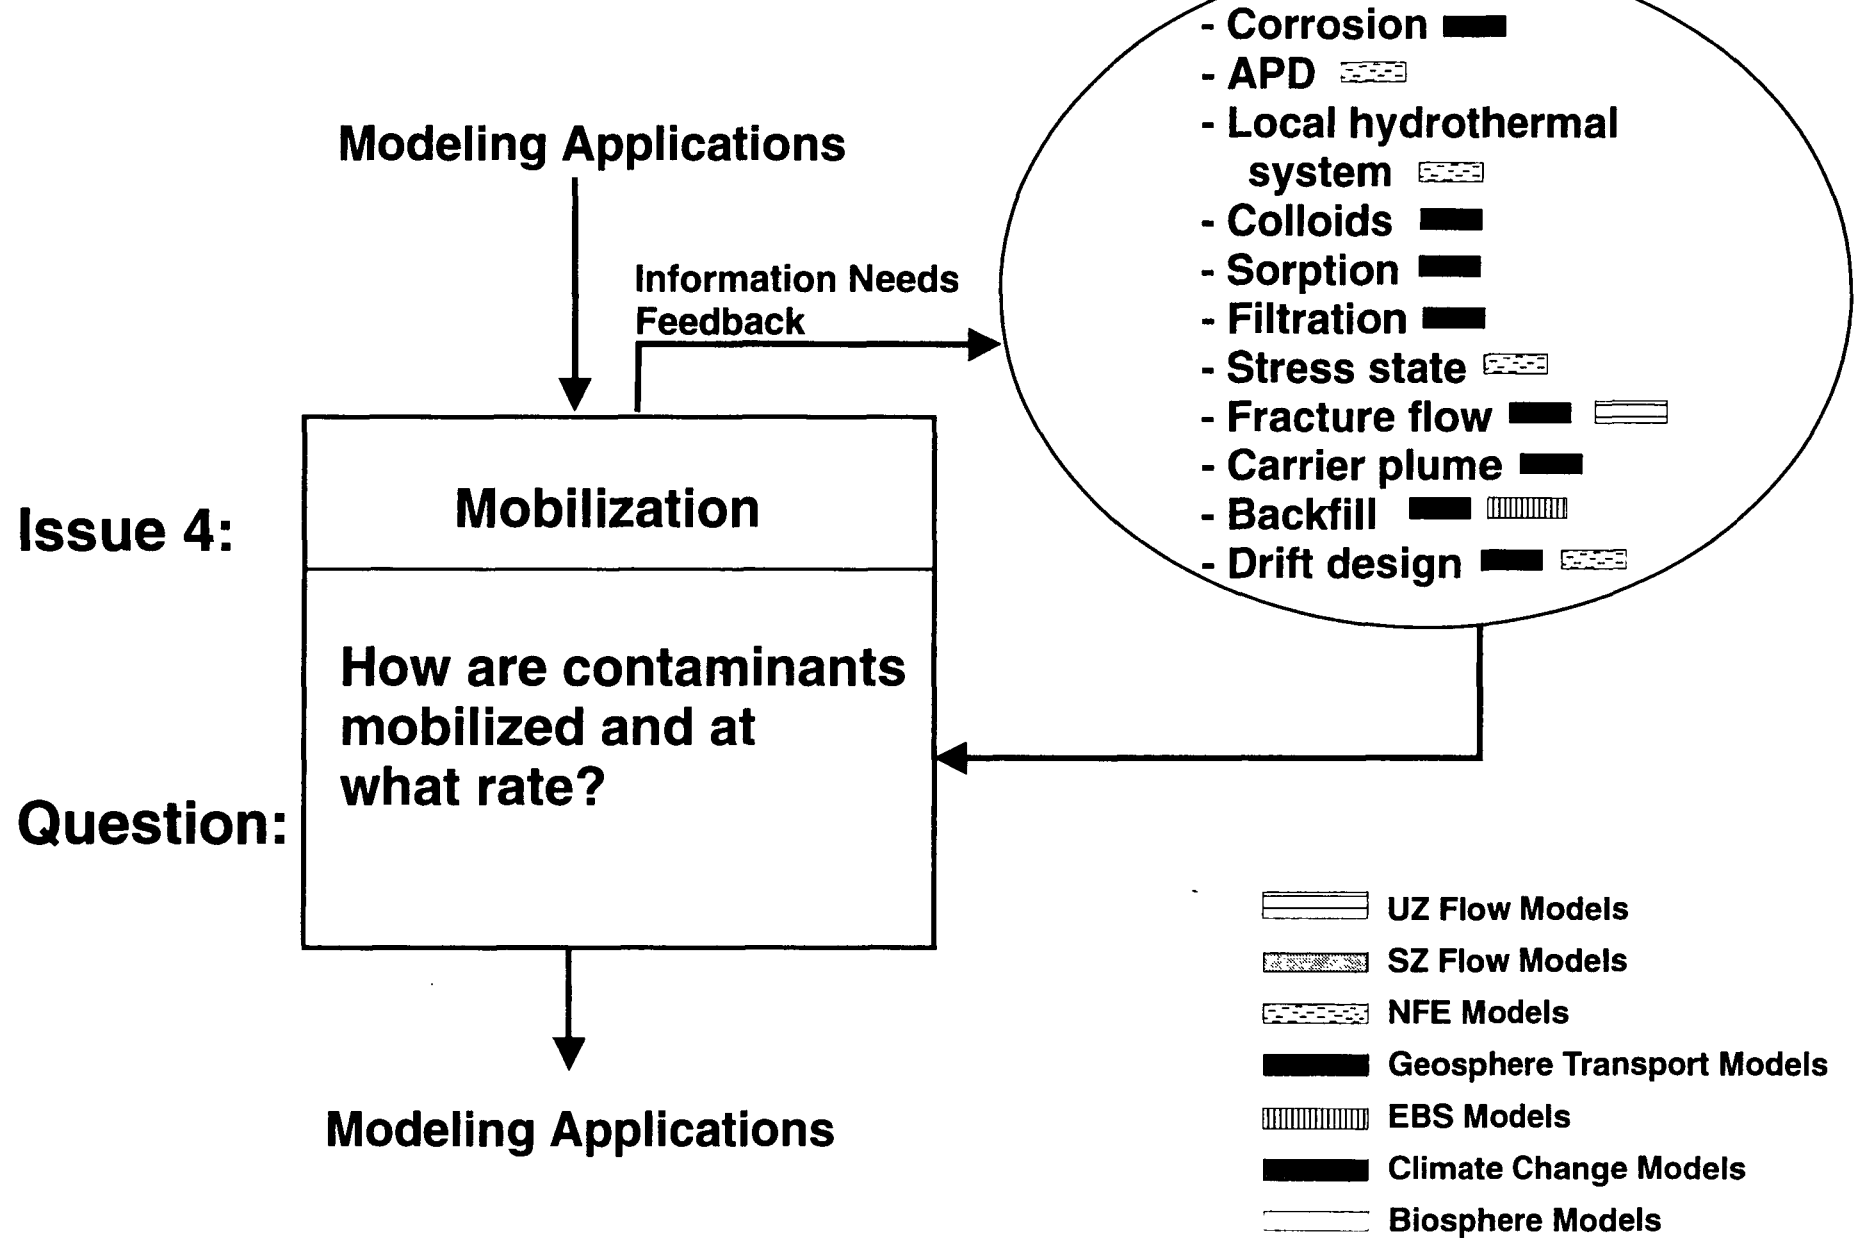 - Corrosion
- APD
- Local hydrothermal
system
- Colloids
- Sorption
- Filtration
- Stress state
- Fracture flow
- Carrier plume
- Backfill
- Drift design
Modeling Applications
Information Needs
Feedback
Issue 4:
Mobilization
Question:
How are contaminants
mobilized and at
what rate?
Modeling Applications
UZ Flow Models
SZ Flow Models
NFE Models
Geosphere Transport Models
EBS Models
Climate Change Models
Biosphere Models